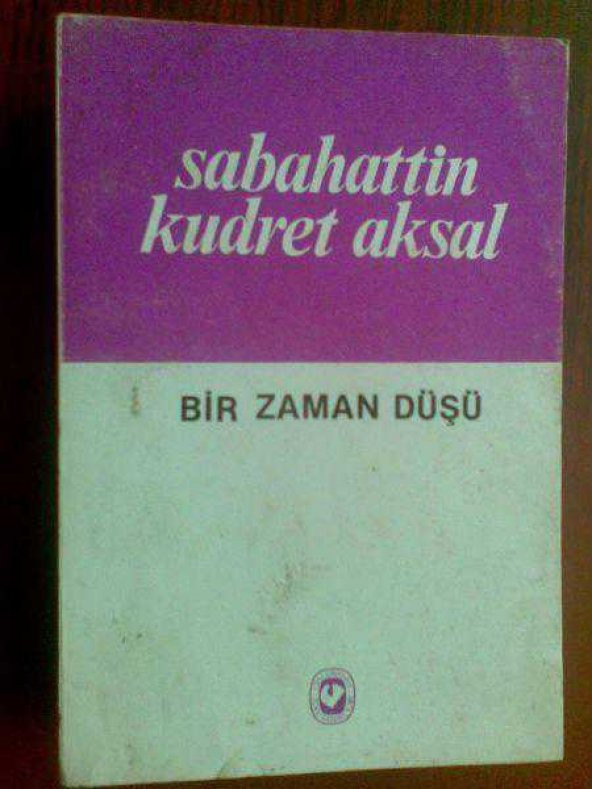 sabahattin
kudret aksal
BİR ZAMAN DÜŞÜ